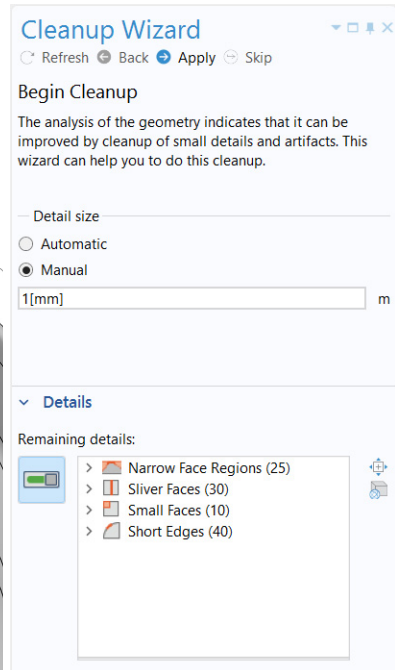 Cleanup Wizard
Refresh Back Apply Skip
Begin Cleanup
The analysis of the geometry indicates that it can be
improved by cleanup of small details and artifacts. This
wizard can help you to do this cleanup.
Detail size
Automatic
Manual
1[mm] m
Details
Remaining details:
Narrow Face Regions (25)
Sliver Faces (30)
Small Faces (10)
Short Edges (40)